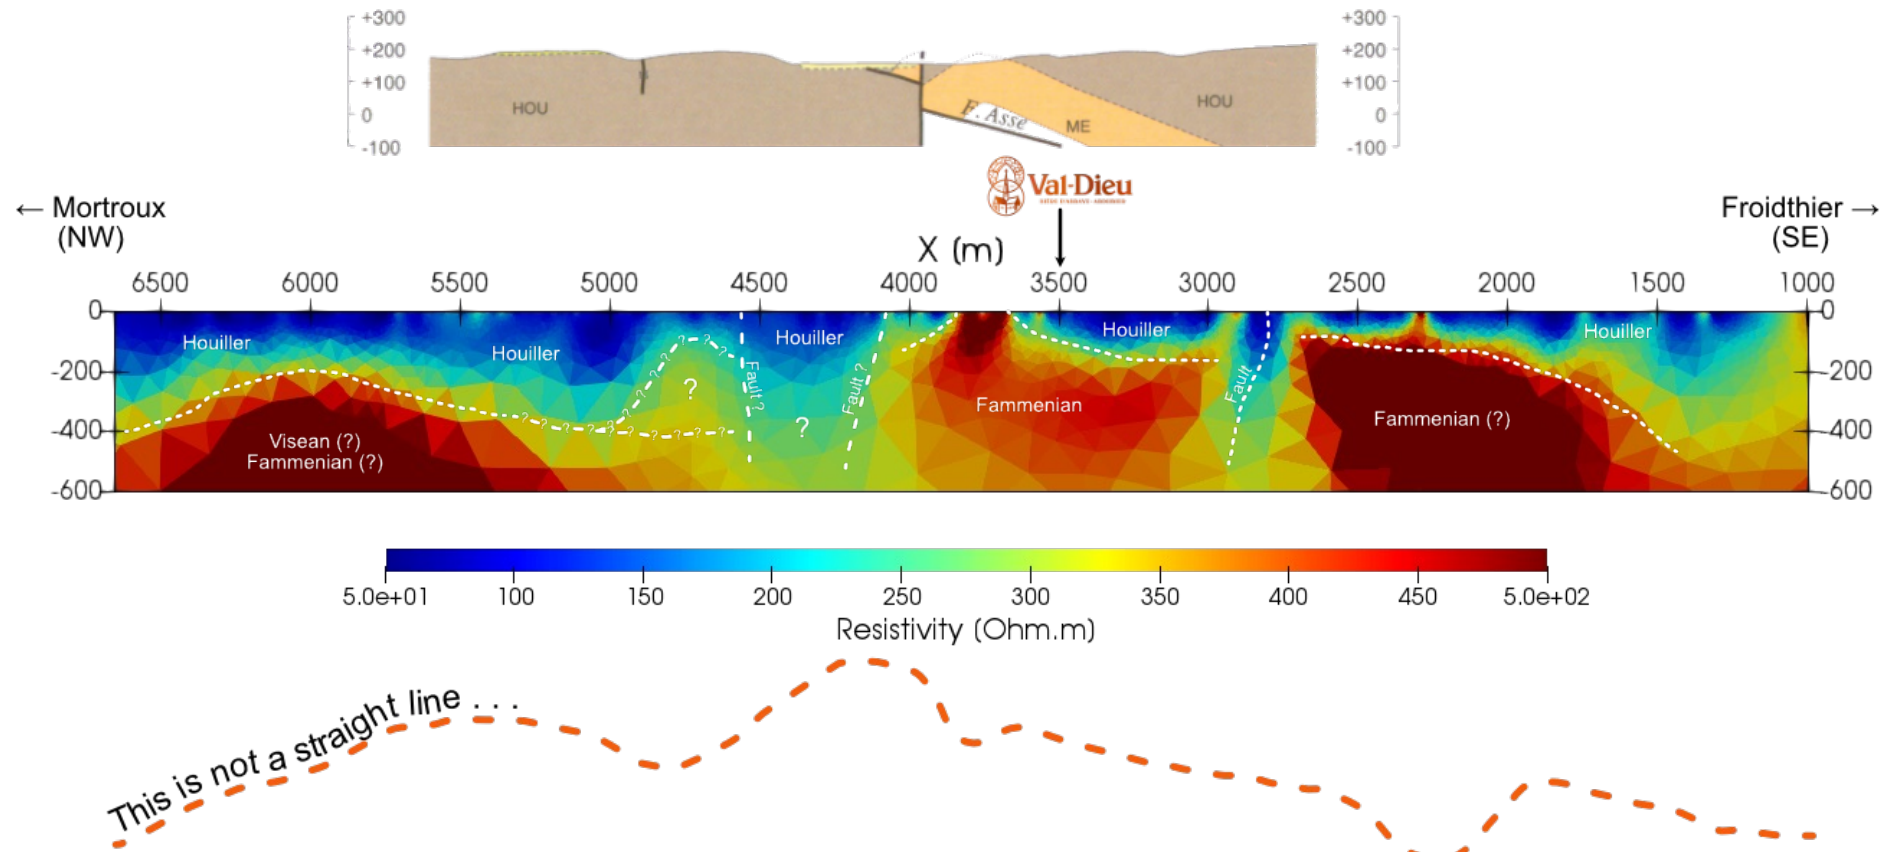 +300
+200
+100
0
-100
HOU
F. Asse
ME
HOU
+300
+200
+100
0
-100
Val-Dieu
← Mortroux
(NW)
Froidthier →
(SE)
X (m)
6500 6000 5500 5000 4500 4000 3500 3000 2500 2000 1500 1000
0
-200
-400
-600
0
-200
-400
-600
Houiller
Houiller
Houiller
Houiller
Houiller
Visean (?)
Fammenian (?)
?
Fault ?
?
Fault ?
Fammenian
Fault
Fammenian (?)
5.0e+01 100 150 200 250 300 350 400 450 5.0e+02
Resistivity (Ohm.m)
This is not a straight line . . .